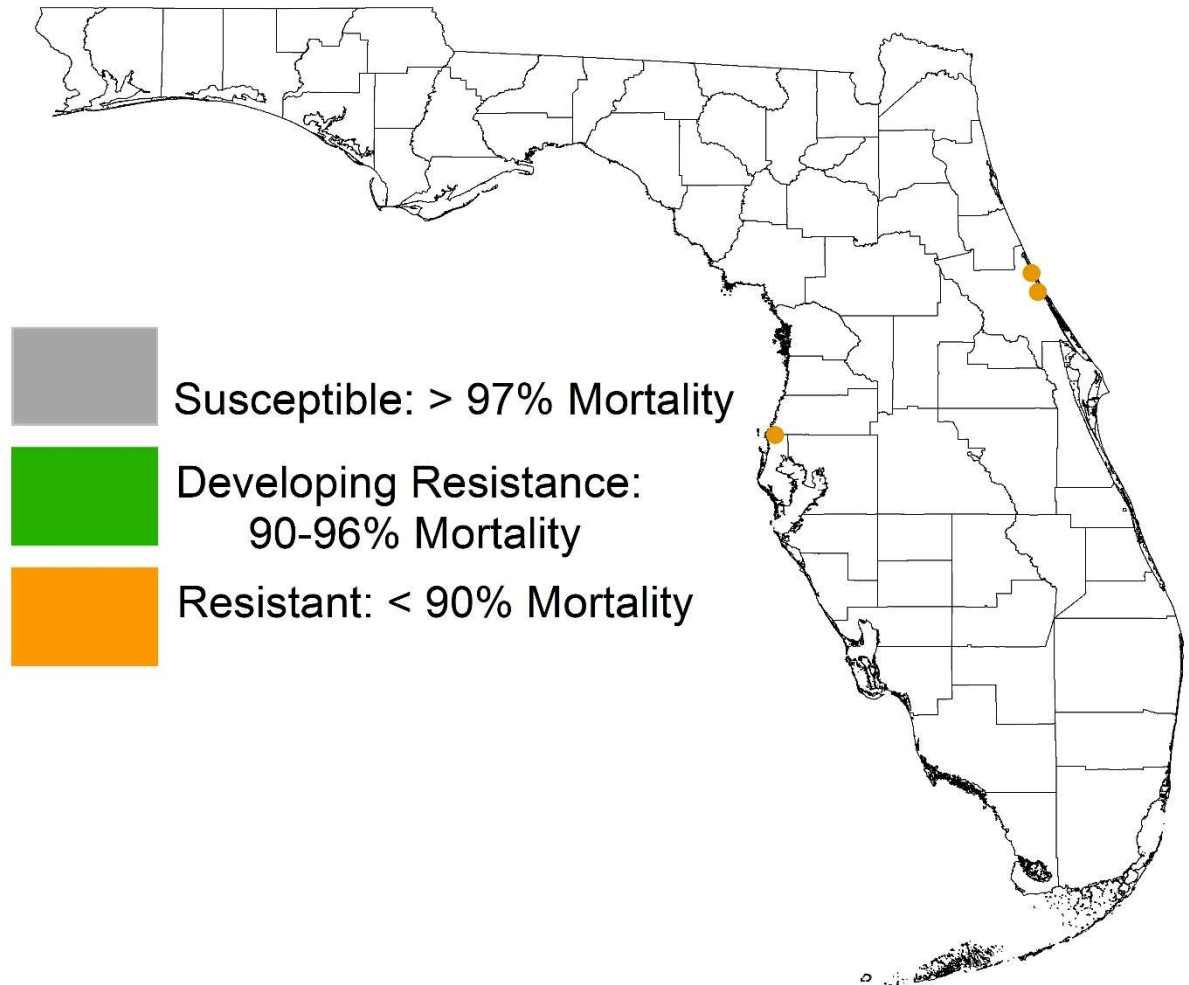 Susceptible: > 97% Mortality
Developing Resistance:
90-96% Mortality
Resistant: < 90% Mortality